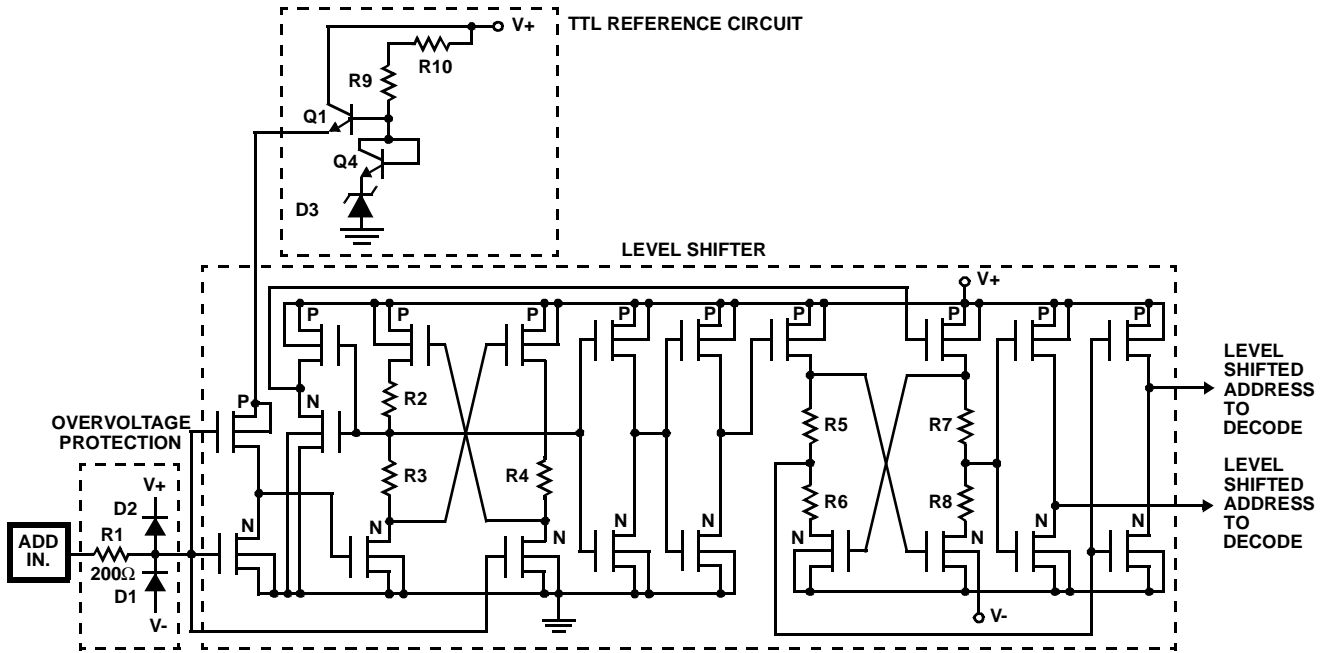 TTL REFERENCE CIRCUIT
V+
R10
R9
Q1
Q4
D3
LEVEL SHIFTER
V+
P
P
P
P
P
P
P
P
P
P
N
R2
R3
R4
R5
R6
R7
R8
N
N
N
N
N
N
N
N
N
V-
OVERVOLTAGE
PROTECTION
V+
D2
R1
200Ω
D1
V-
ADD
IN.
LEVEL
SHIFTED
ADDRESS
TO
DECODE
LEVEL
SHIFTED
ADDRESS
TO
DECODE